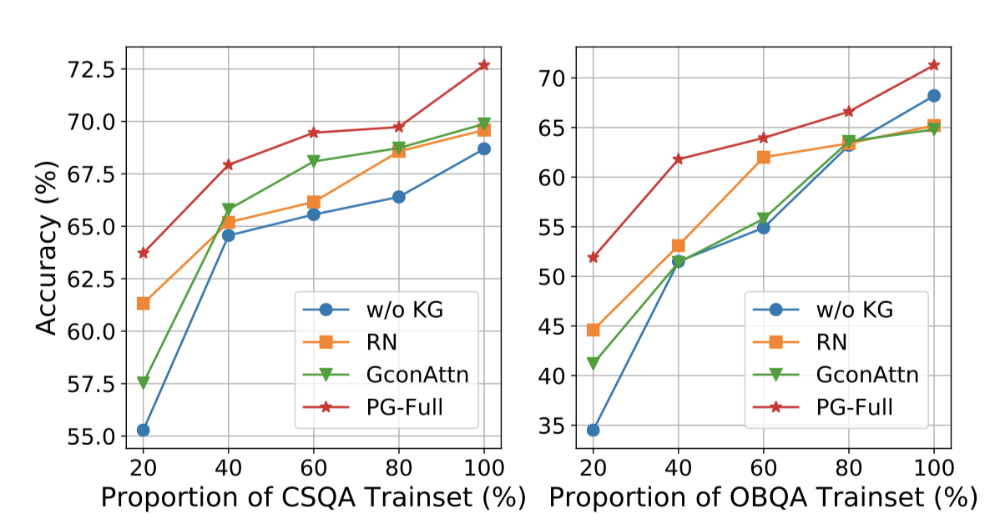 Accuracy (%)
72.5
70.0
67.5
65.0
62.5
60.0
57.5
55.0
w/o KG
RN
GconAttn
PG-Full
20 40 60 80 100
Proportion of CSQA Trainset (%)
70
65
60
55
50
45
40
35
w/o KG
RN
GconAttn
PG-Full
20 40 60 80 100
Proportion of OBQA Trainset (%)